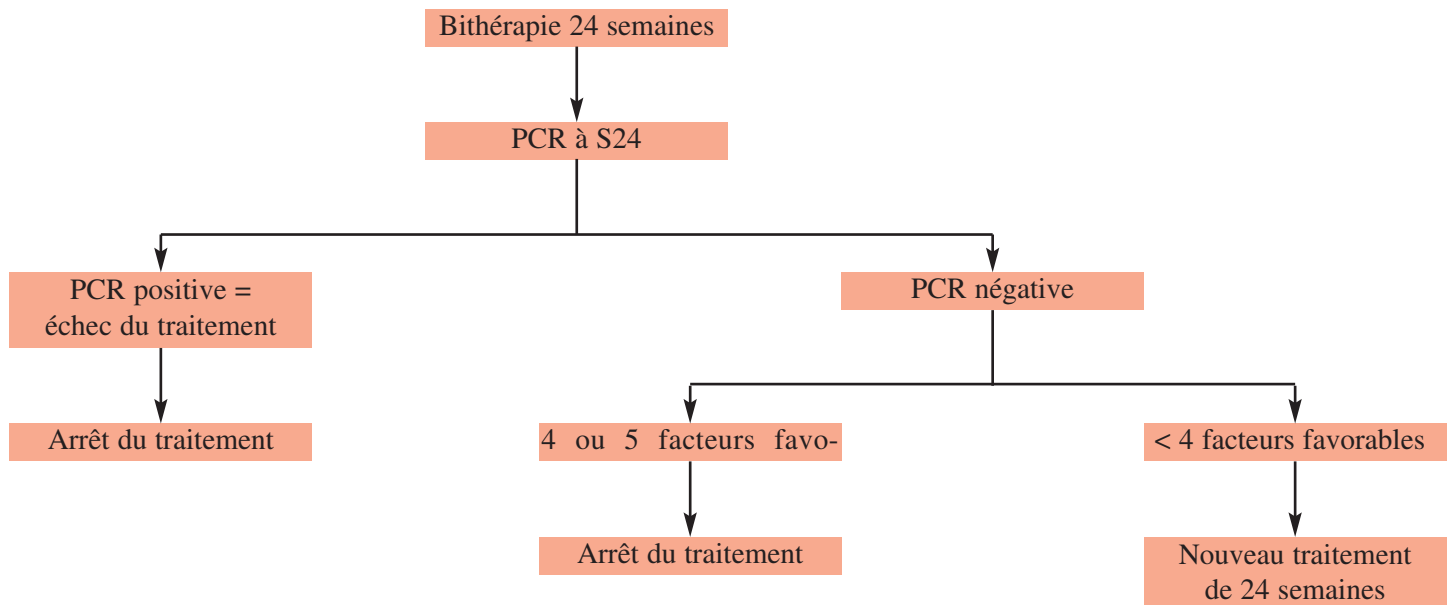 Bithérapie 24 semaines
PCR à S24
PCR positive =
échec du traitement
PCR négative
Arrêt du traitement
4 ou 5 facteurs favo-
< 4 facteurs favorables
Arrêt du traitement
Nouveau traitement
de 24 semaines